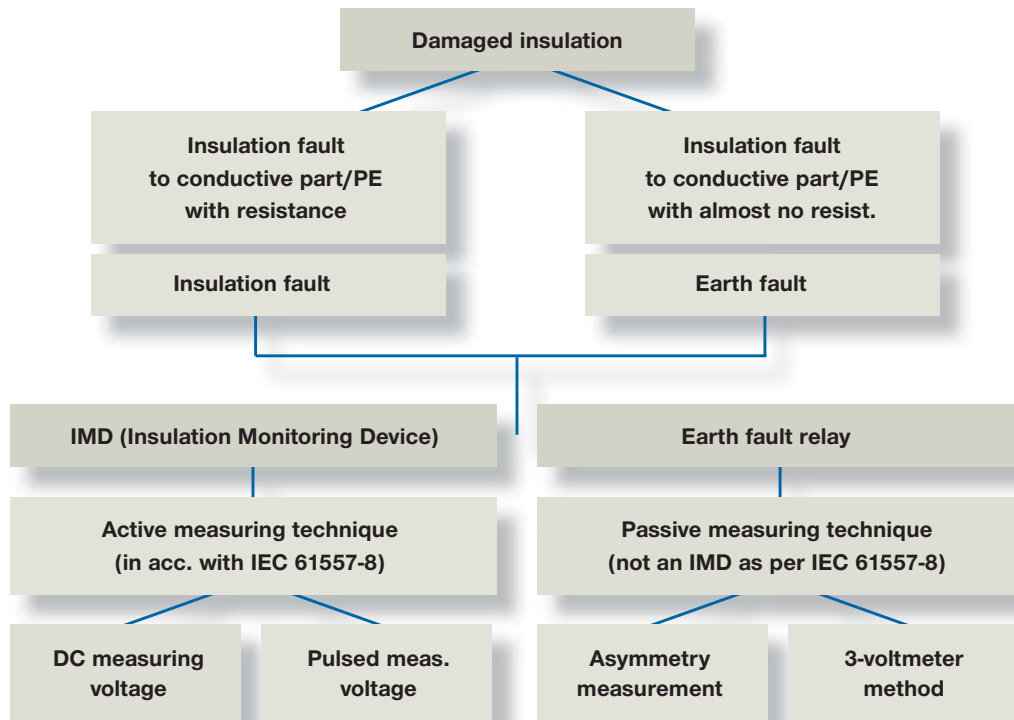 Damaged insulation
Insulation fault
to conductive part/PE
with resistance
Insulation fault
to conductive part/PE
with almost no resist.
Insulation fault
Earth fault
IMD (Insulation Monitoring Device)
Earth fault relay
Active measuring technique
(in acc. with IEC 61557-8)
Passive measuring technique
(not an IMD as per IEC 61557-8)
DC measuring
voltage
Pulsed meas.
voltage
Asymmetry
measurement
3-voltmeter
method